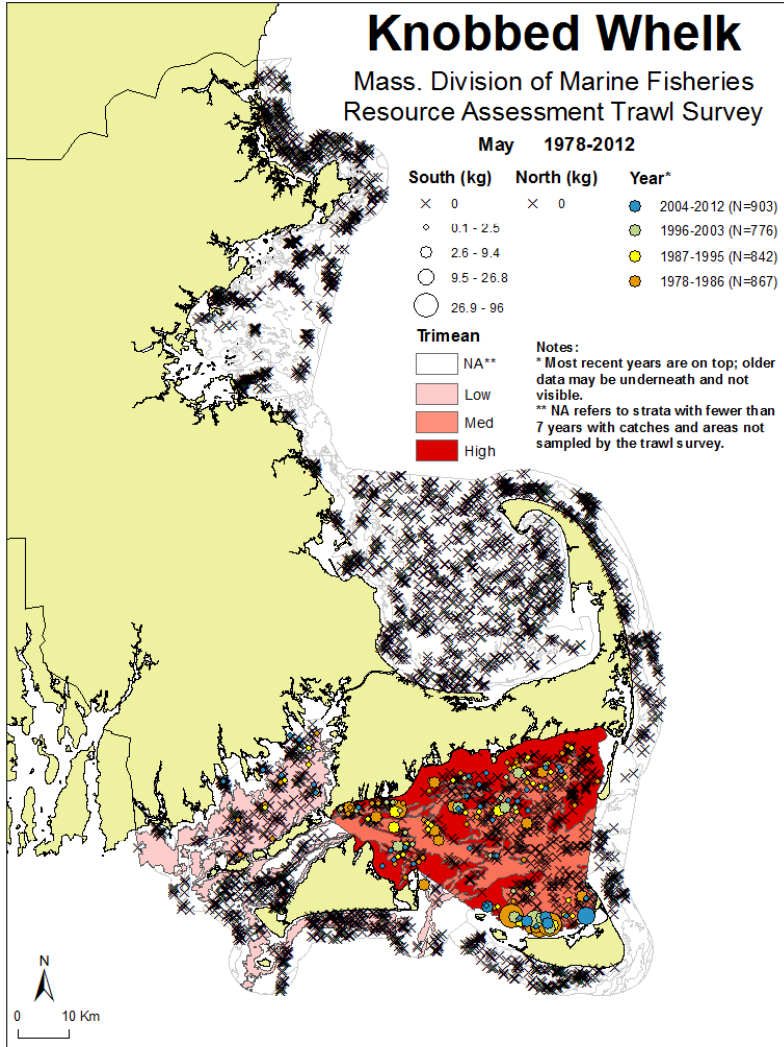 Knobbed Whelk
Mass. Division of Marine Fisheries
Resource Assessment Trawl Survey
May 1978-2012
South (kg)
0
0.1 - 2.5
2.6 - 9.4
9.5 - 26.8
26.9 - 96
North (kg)
0
Year*
2004-2012 (N=903)
1996-2003 (N=776)
1987-1995 (N=842)
1978-1986 (N=867)
Trimean
NA**
Low
Med
High
Notes:
* Most recent years are on top; older
data may be underneath and not
visible.
** NA refers to strata with fewer than
7 years with catches and areas not
sampled by the trawl survey.
N
0 10 Km